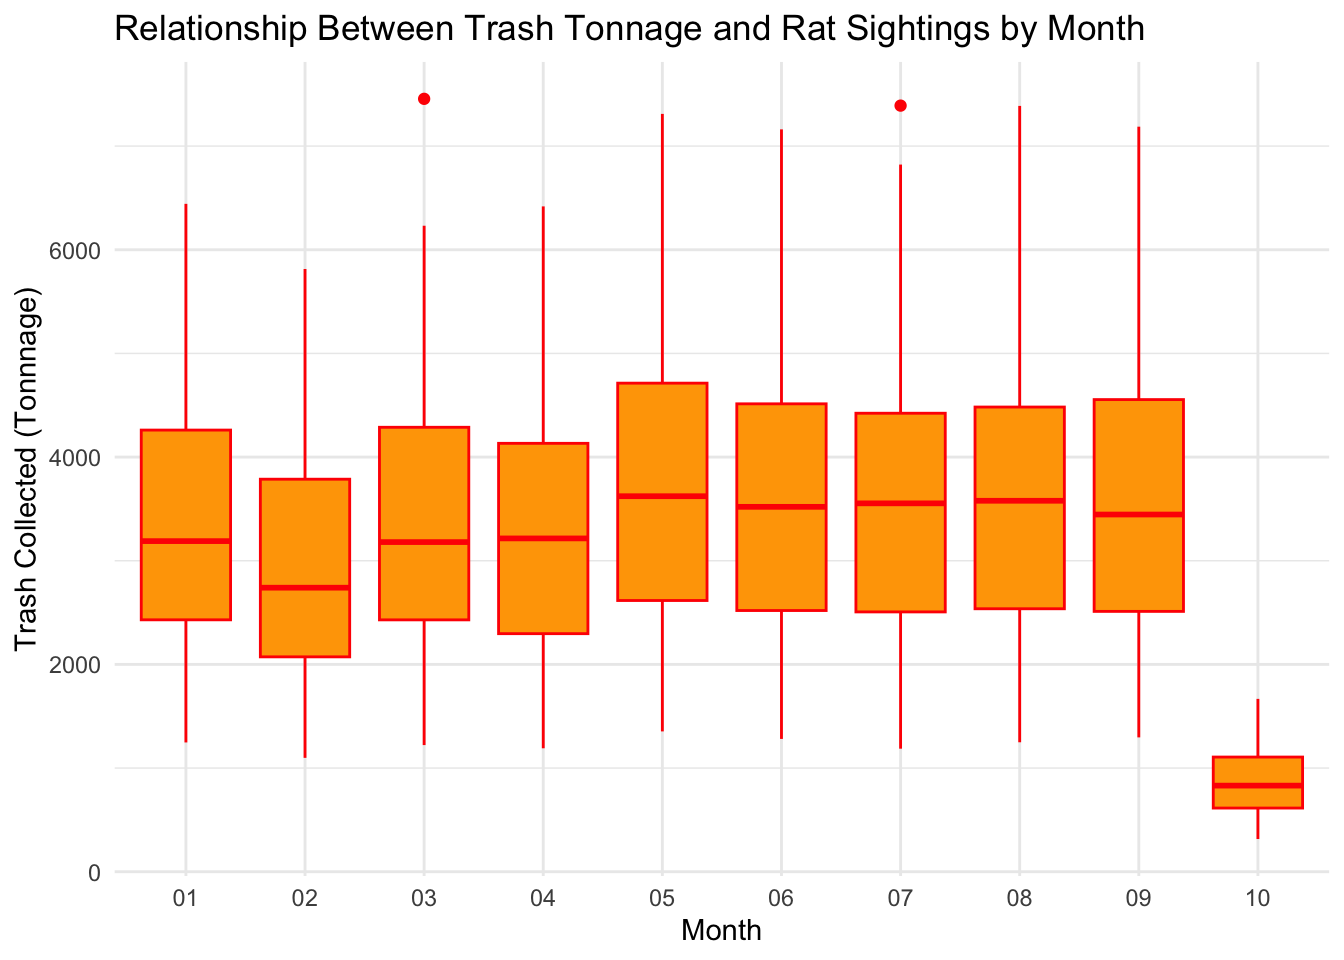 Relationship Between Trash Tonnage and Rat Sightings by Month
Trash Collected (Tonnnage)
6000
4000
2000
0
01 02 03 04 05 06 07 08 09 10
Month